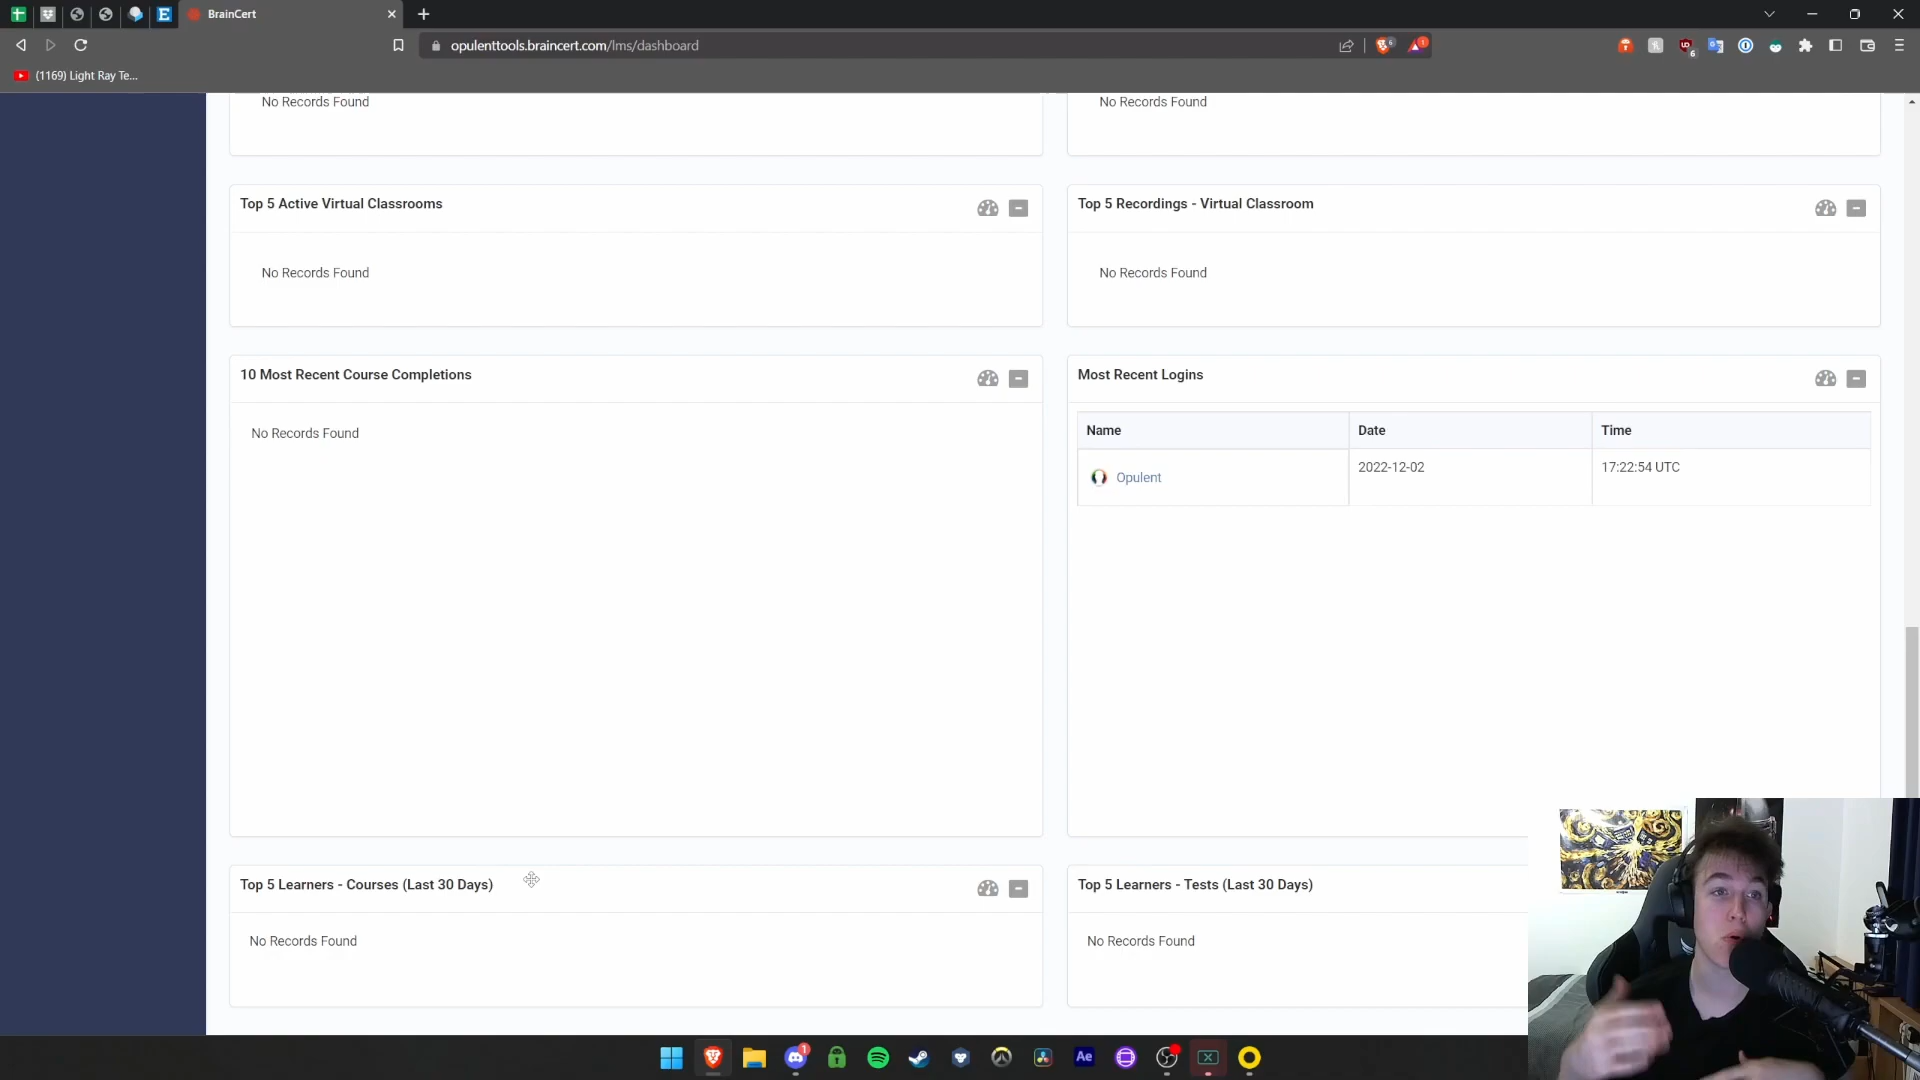 BrainCert
opulenttools.braincert.com/lms/dashboard
(1169) Light Ray Te...
No Records Found
No Records Found
Top 5 Active Virtual Classrooms
Top 5 Recordings - Virtual Classroom
No Records Found
No Records Found
10 Most Recent Course Completions
Most Recent Logins
No Records Found
Name
Date
Time
Opulent
2022-12-02
17:22:54 UTC
Top 5 Learners - Courses (Last 30 Days)
Top 5 Learners - Tests (Last 30 Days)
No Records Found
No Records Found
Ae